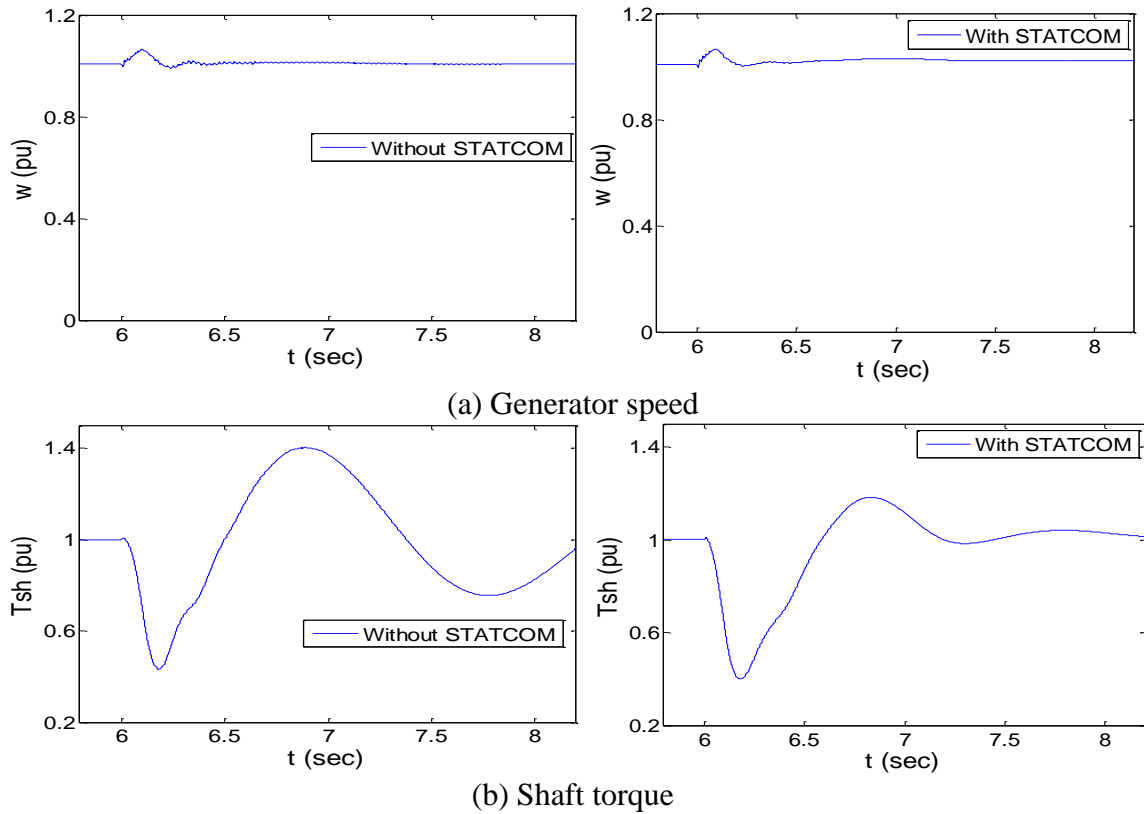 1.2
0.8
0.4
0
w (pu)
Without STATCOM
6
6.5
7
7.5
8
t (sec)
1.2
0.8
0.4
0
w (pu)
With STATCOM
6
6.5
7
7.5
8
t (sec)
(a) Generator speed
1.4
1
0.6
0.2
Tsh (pu)
Without STATCOM
6
6.5
7
7.5
8
t (sec)
1.4
1
0.6
0.2
Tsh (pu)
With STATCOM
6
6.5
7
7.5
8
t (sec)
(b) Shaft torque